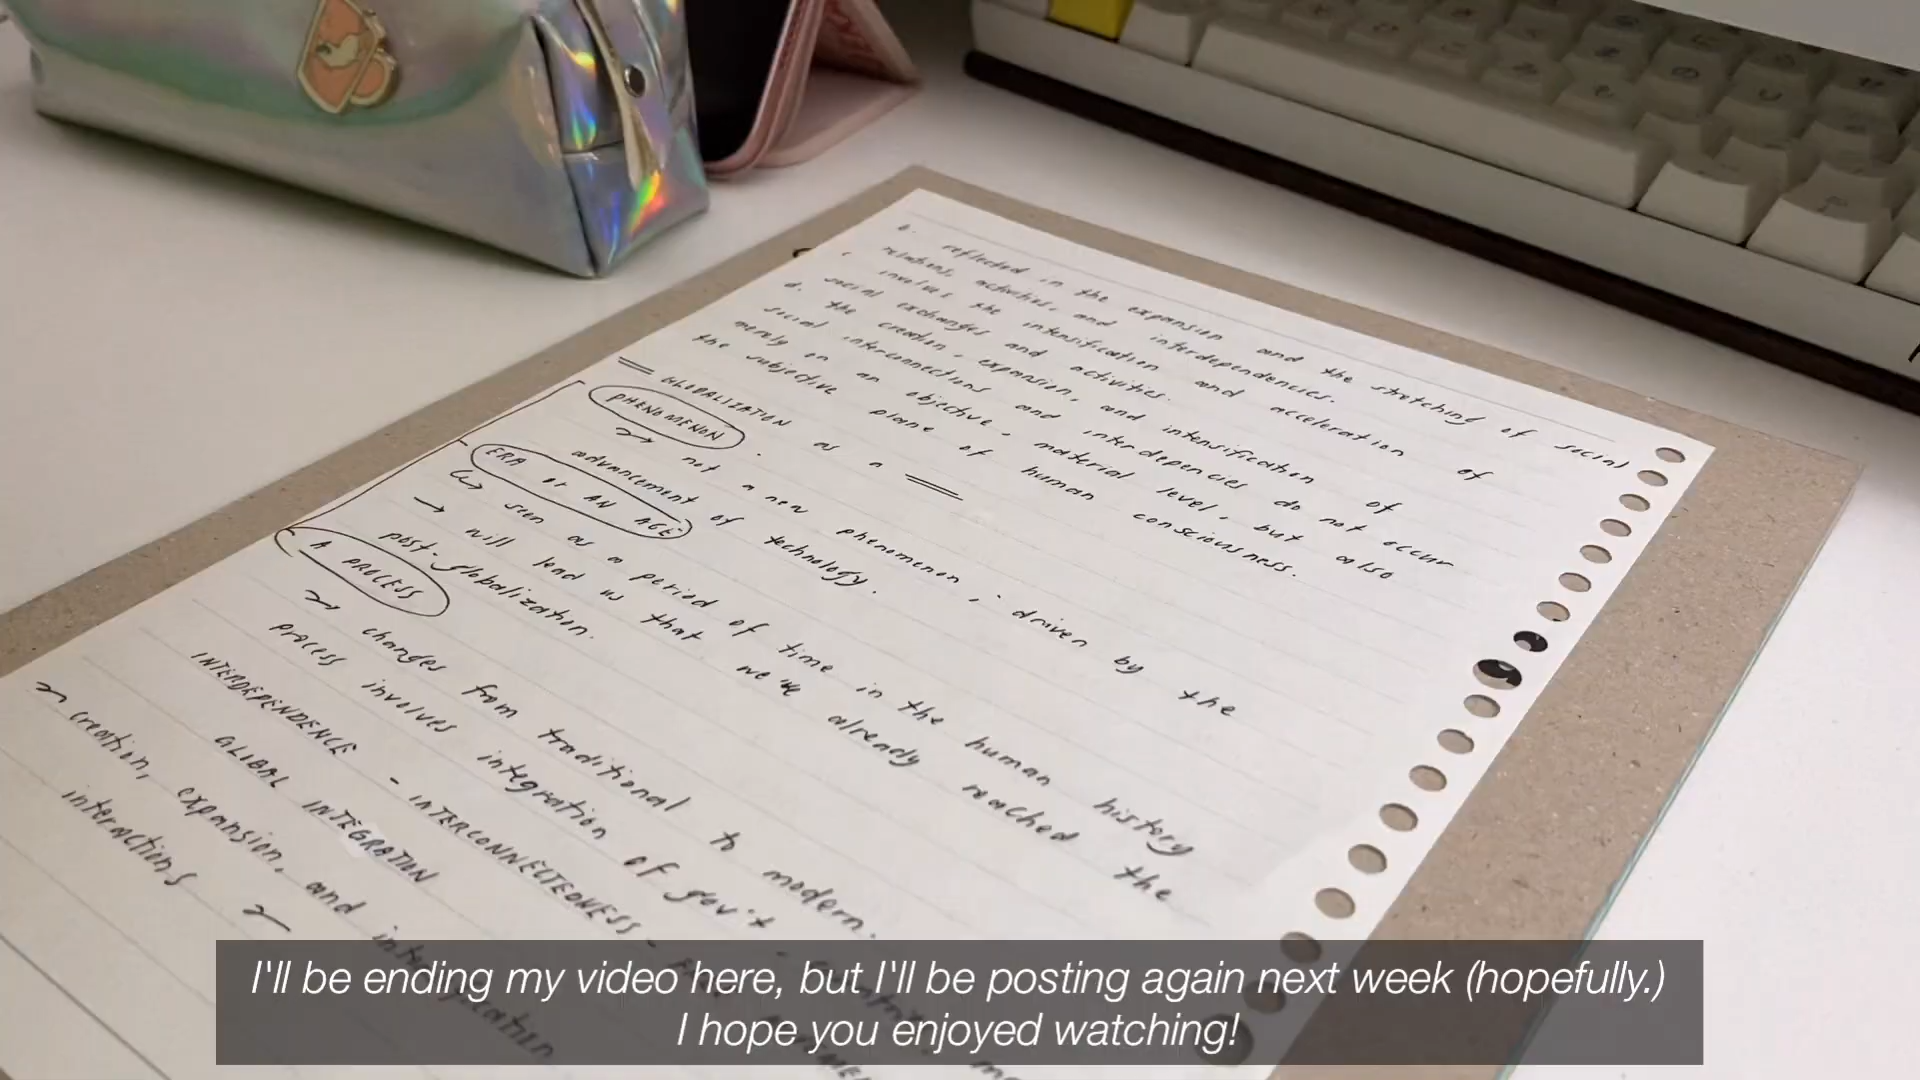 b. reflected in the expansion and the stretching of social
relations, activities, and interdependencies.
c involves the intensification and acceleration of
social exchanges and activities.
d. the creation, expansion, and intensification of
social interconnections and interdepencies do not occur
merely on an objective, material level, but also
the subjective plane of human consciousness.
GLOBALIZATION as a
PHENOMENON
not a new phenomenon, driven by the
advancement of technology.
ERA or AN AGE
seen as a period of time in the human history
will lead us that we've already reached the
post-globalization.
A PROCESS
changes from traditional to modern.
process involves integration of gov't
INTERDEPENDENCE - INTERCONNECTEDNESS -
GLOBAL INTEGRATION
creation, expansion, and
interactions
I'll be ending my video here, but I'll be posting again next week (hopefully.)
I hope you enjoyed watching!